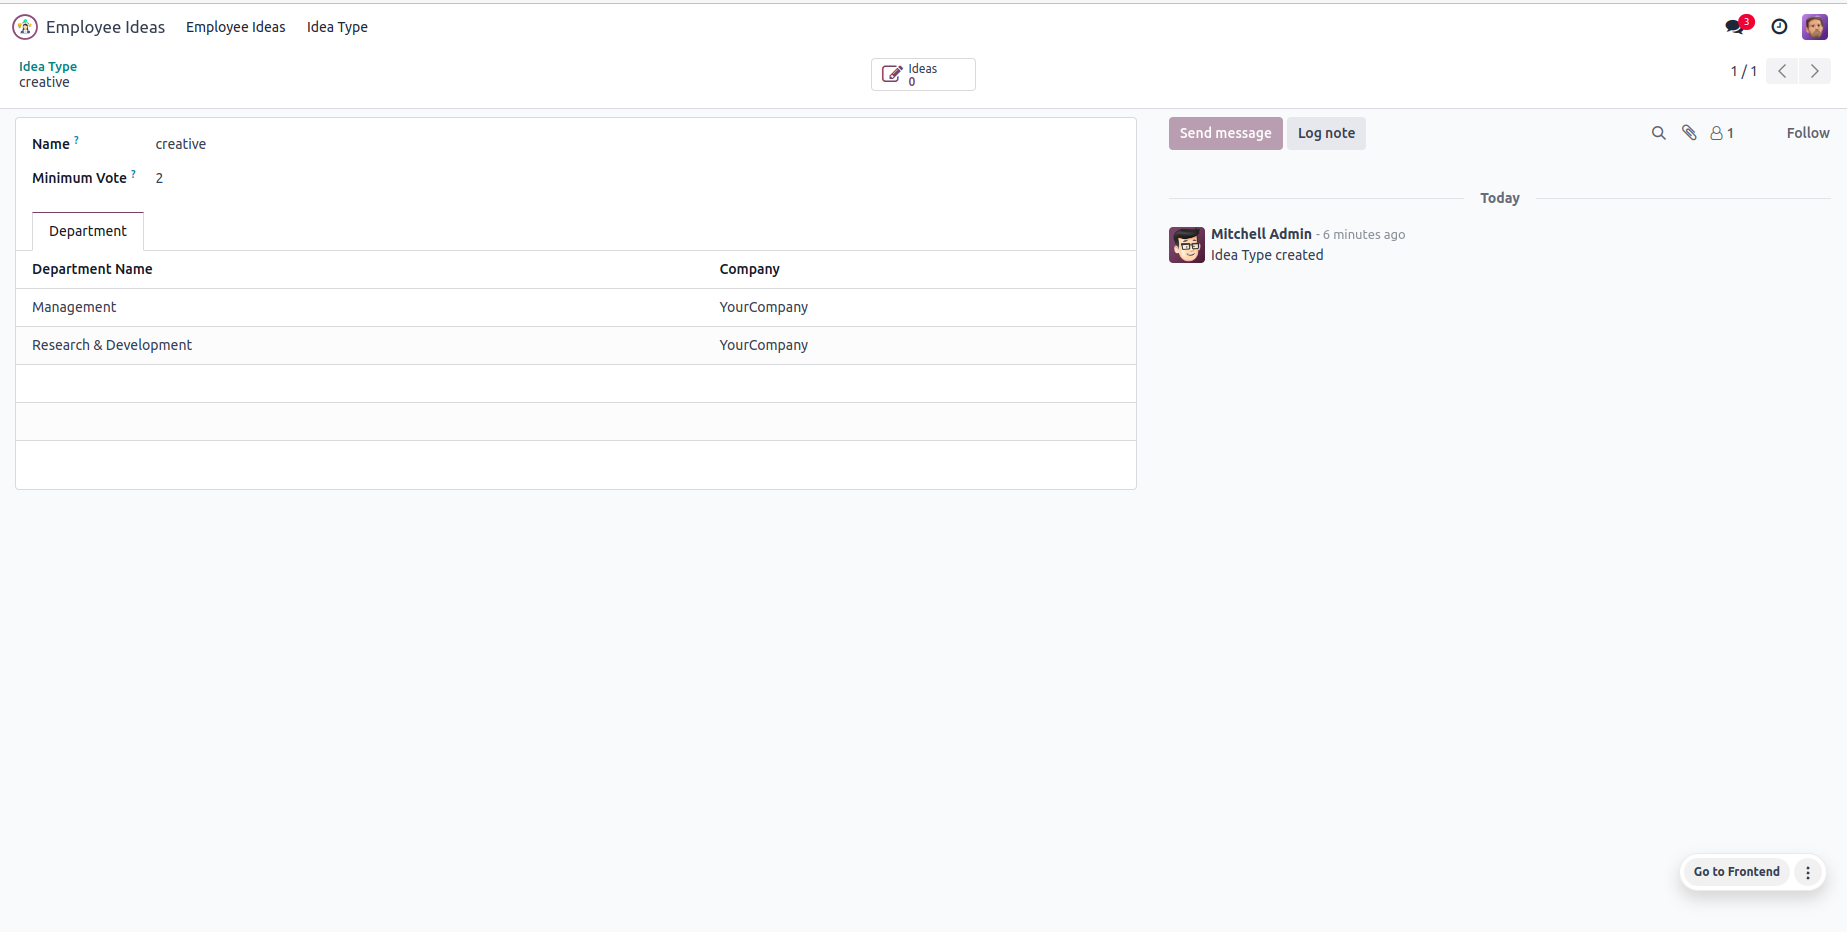 Employee Ideas Employee Ideas Idea Type 3
Idea Type
creative
Ideas
0
1 / 1
Name ? creative
Minimum Vote ? 2
Department
Department Name Company
Management YourCompany
Research & Development YourCompany
Send message Log note 1 Follow
Today
Mitchell Admin - 6 minutes ago
Idea Type created
Go to Frontend